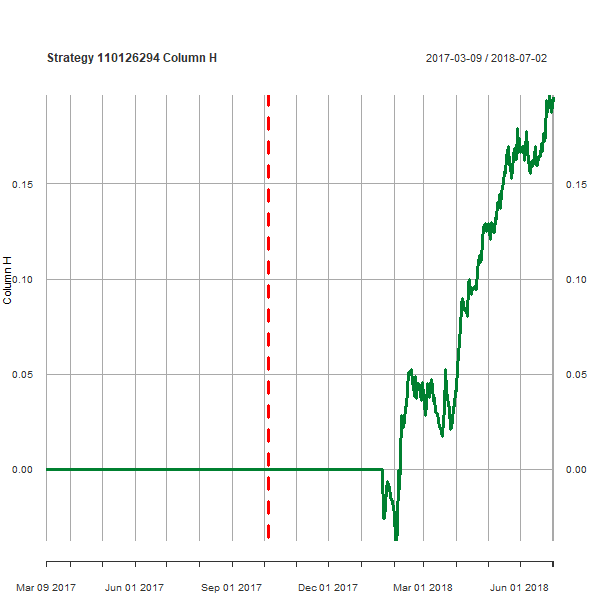 Strategy 110126294 Column H
2017-03-09 / 2018-07-02
Column H
0.15
0.10
0.05
0.00
0.15
0.10
0.05
0.00
Mar 09 2017
Jun 01 2017
Sep 01 2017
Dec 01 2017
Mar 01 2018
Jun 01 2018